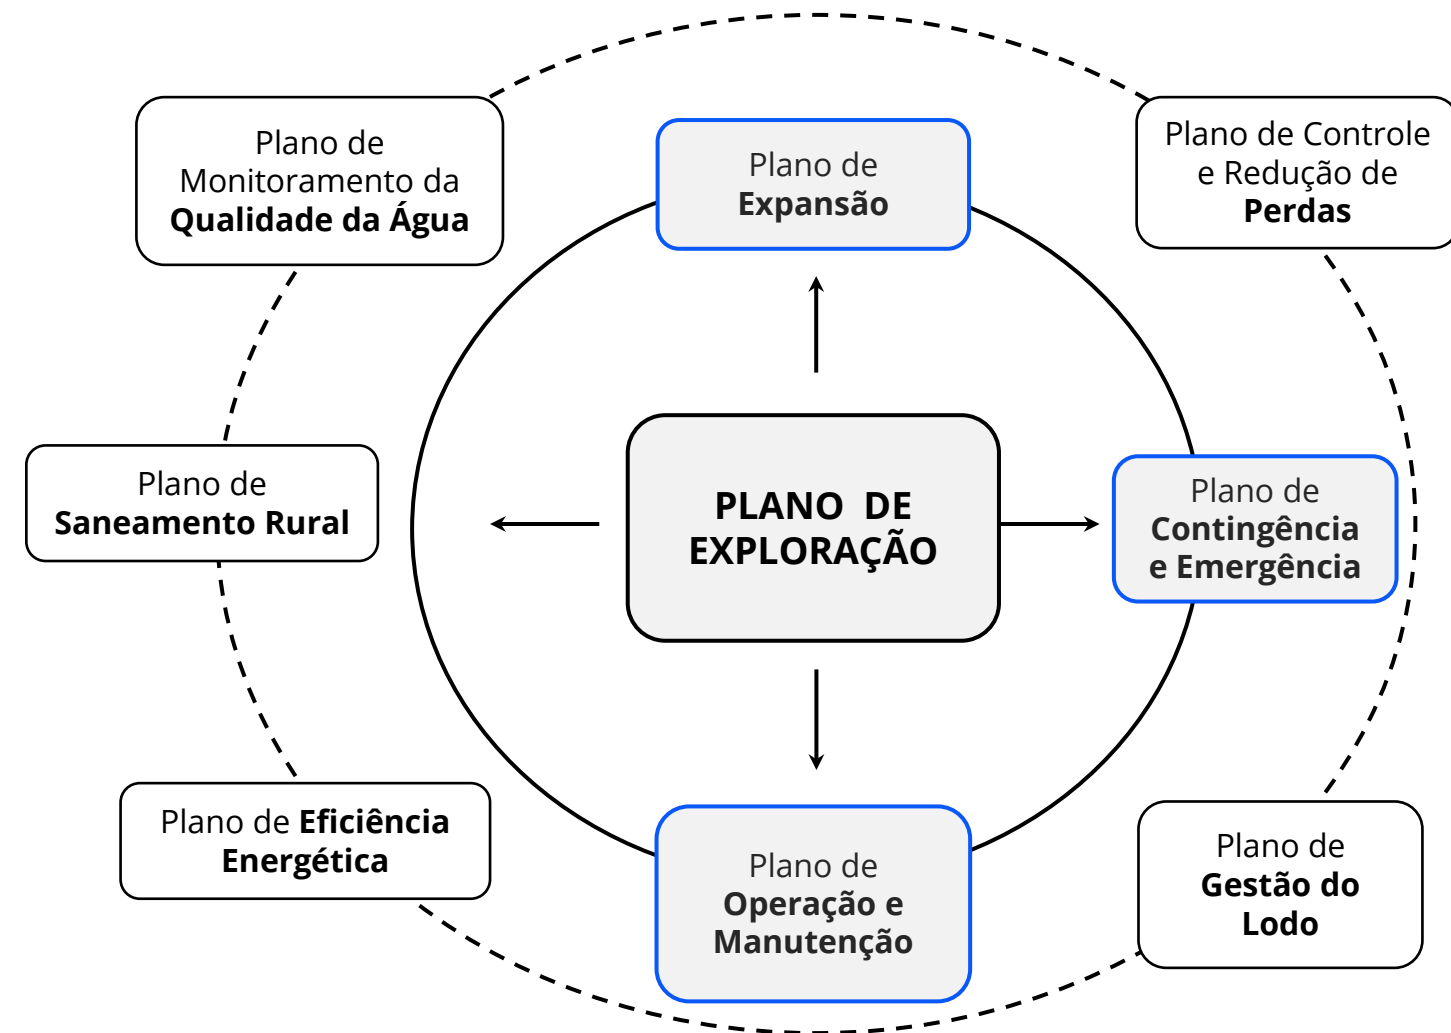 Plano de
Monitoramento da
Qualidade da Água
Plano de
Expansão
Plano de Controle
e Redução de
Perdas
Plano de
Saneamento Rural
PLANO DE
EXPLORAÇÃO
Plano de
Contingência
e Emergência
Plano de Eficiência
Energética
Plano de
Operação e
Manutenção
Plano de
Gestão do
Lodo